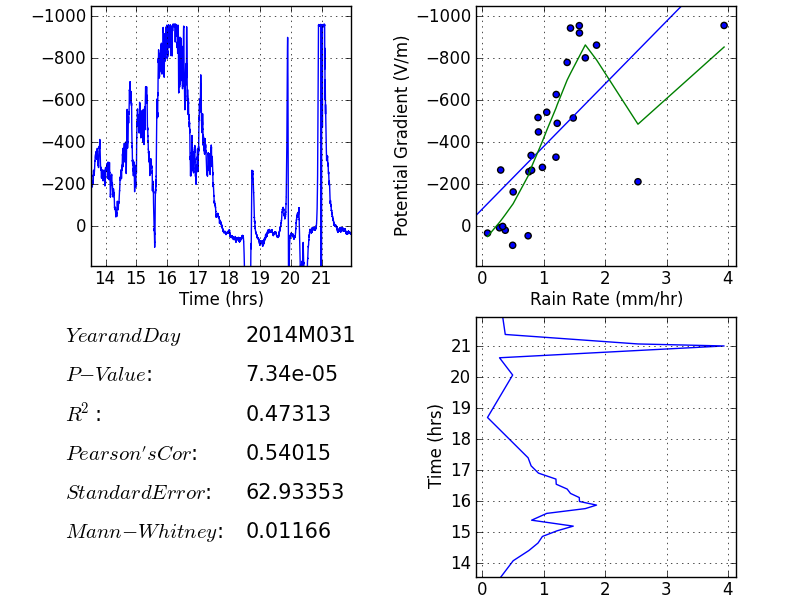 −1000
−800
−600
−400
−200
0
14 15 16 17 18 19 20 21
Time (hrs)
Potential Gradient (V/m)
−1000
−800
−600
−400
−200
0
0 1 2 3 4
Rain Rate (mm/hr)
YearandDay 2014M031
P−Value: 7.34e-05
R²: 0.47313
Pearson'sCor: 0.54015
StandardError: 62.93353
Mann−Whitney: 0.01166
Time (hrs)
21
20
19
18
17
16
15
14
0 1 2 3 4